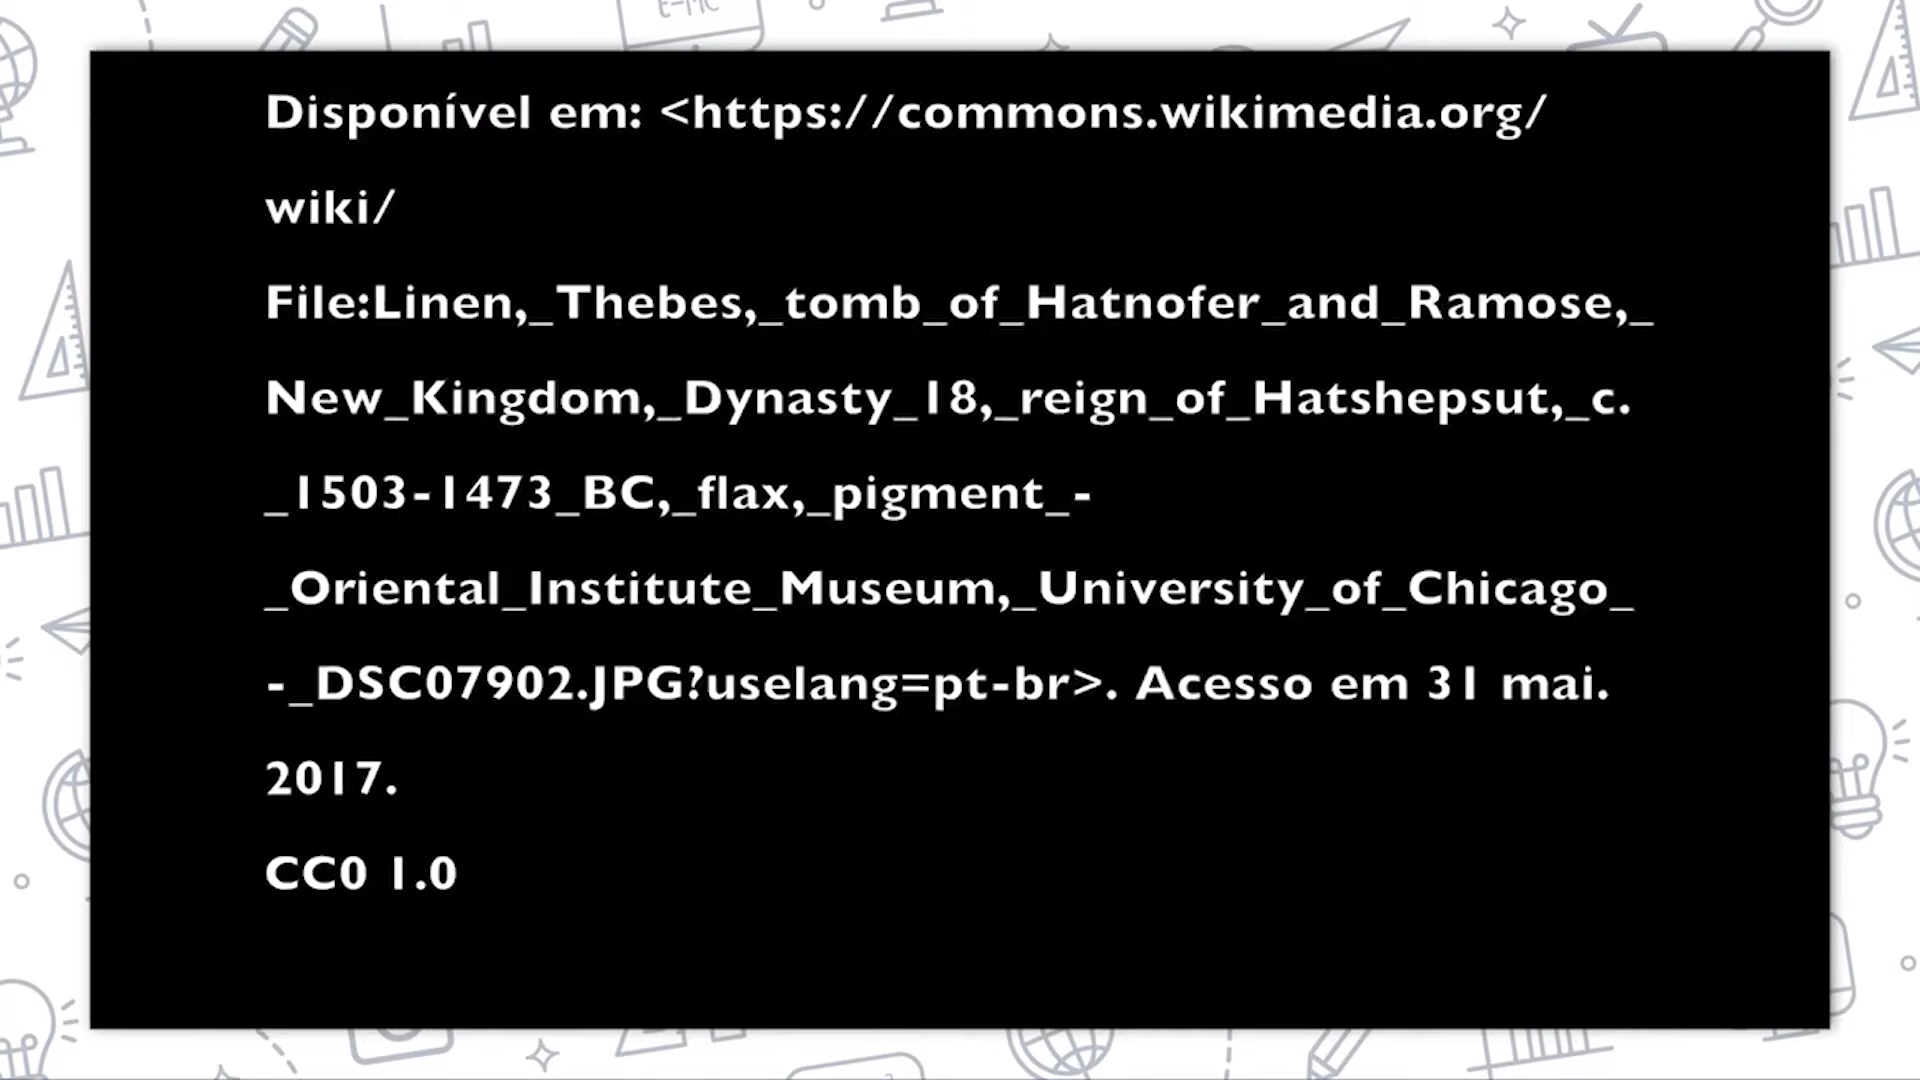 E=MC
Disponível em: <https://commons.wikimedia.org/
wiki/
File:Linen,_Thebes,_tomb_of_Hatnofer_and_Ramose,_
New_Kingdom,_Dynasty_18,_reign_of_Hatshepsut,_c.
_1503-1473_BC,_flax,_pigment_-
_Oriental_Institute_Museum,_University_of_Chicago_
-_DSC07902.JPG?uselang=pt-br>. Acesso em 31 mai.
2017.
CC0 1.0